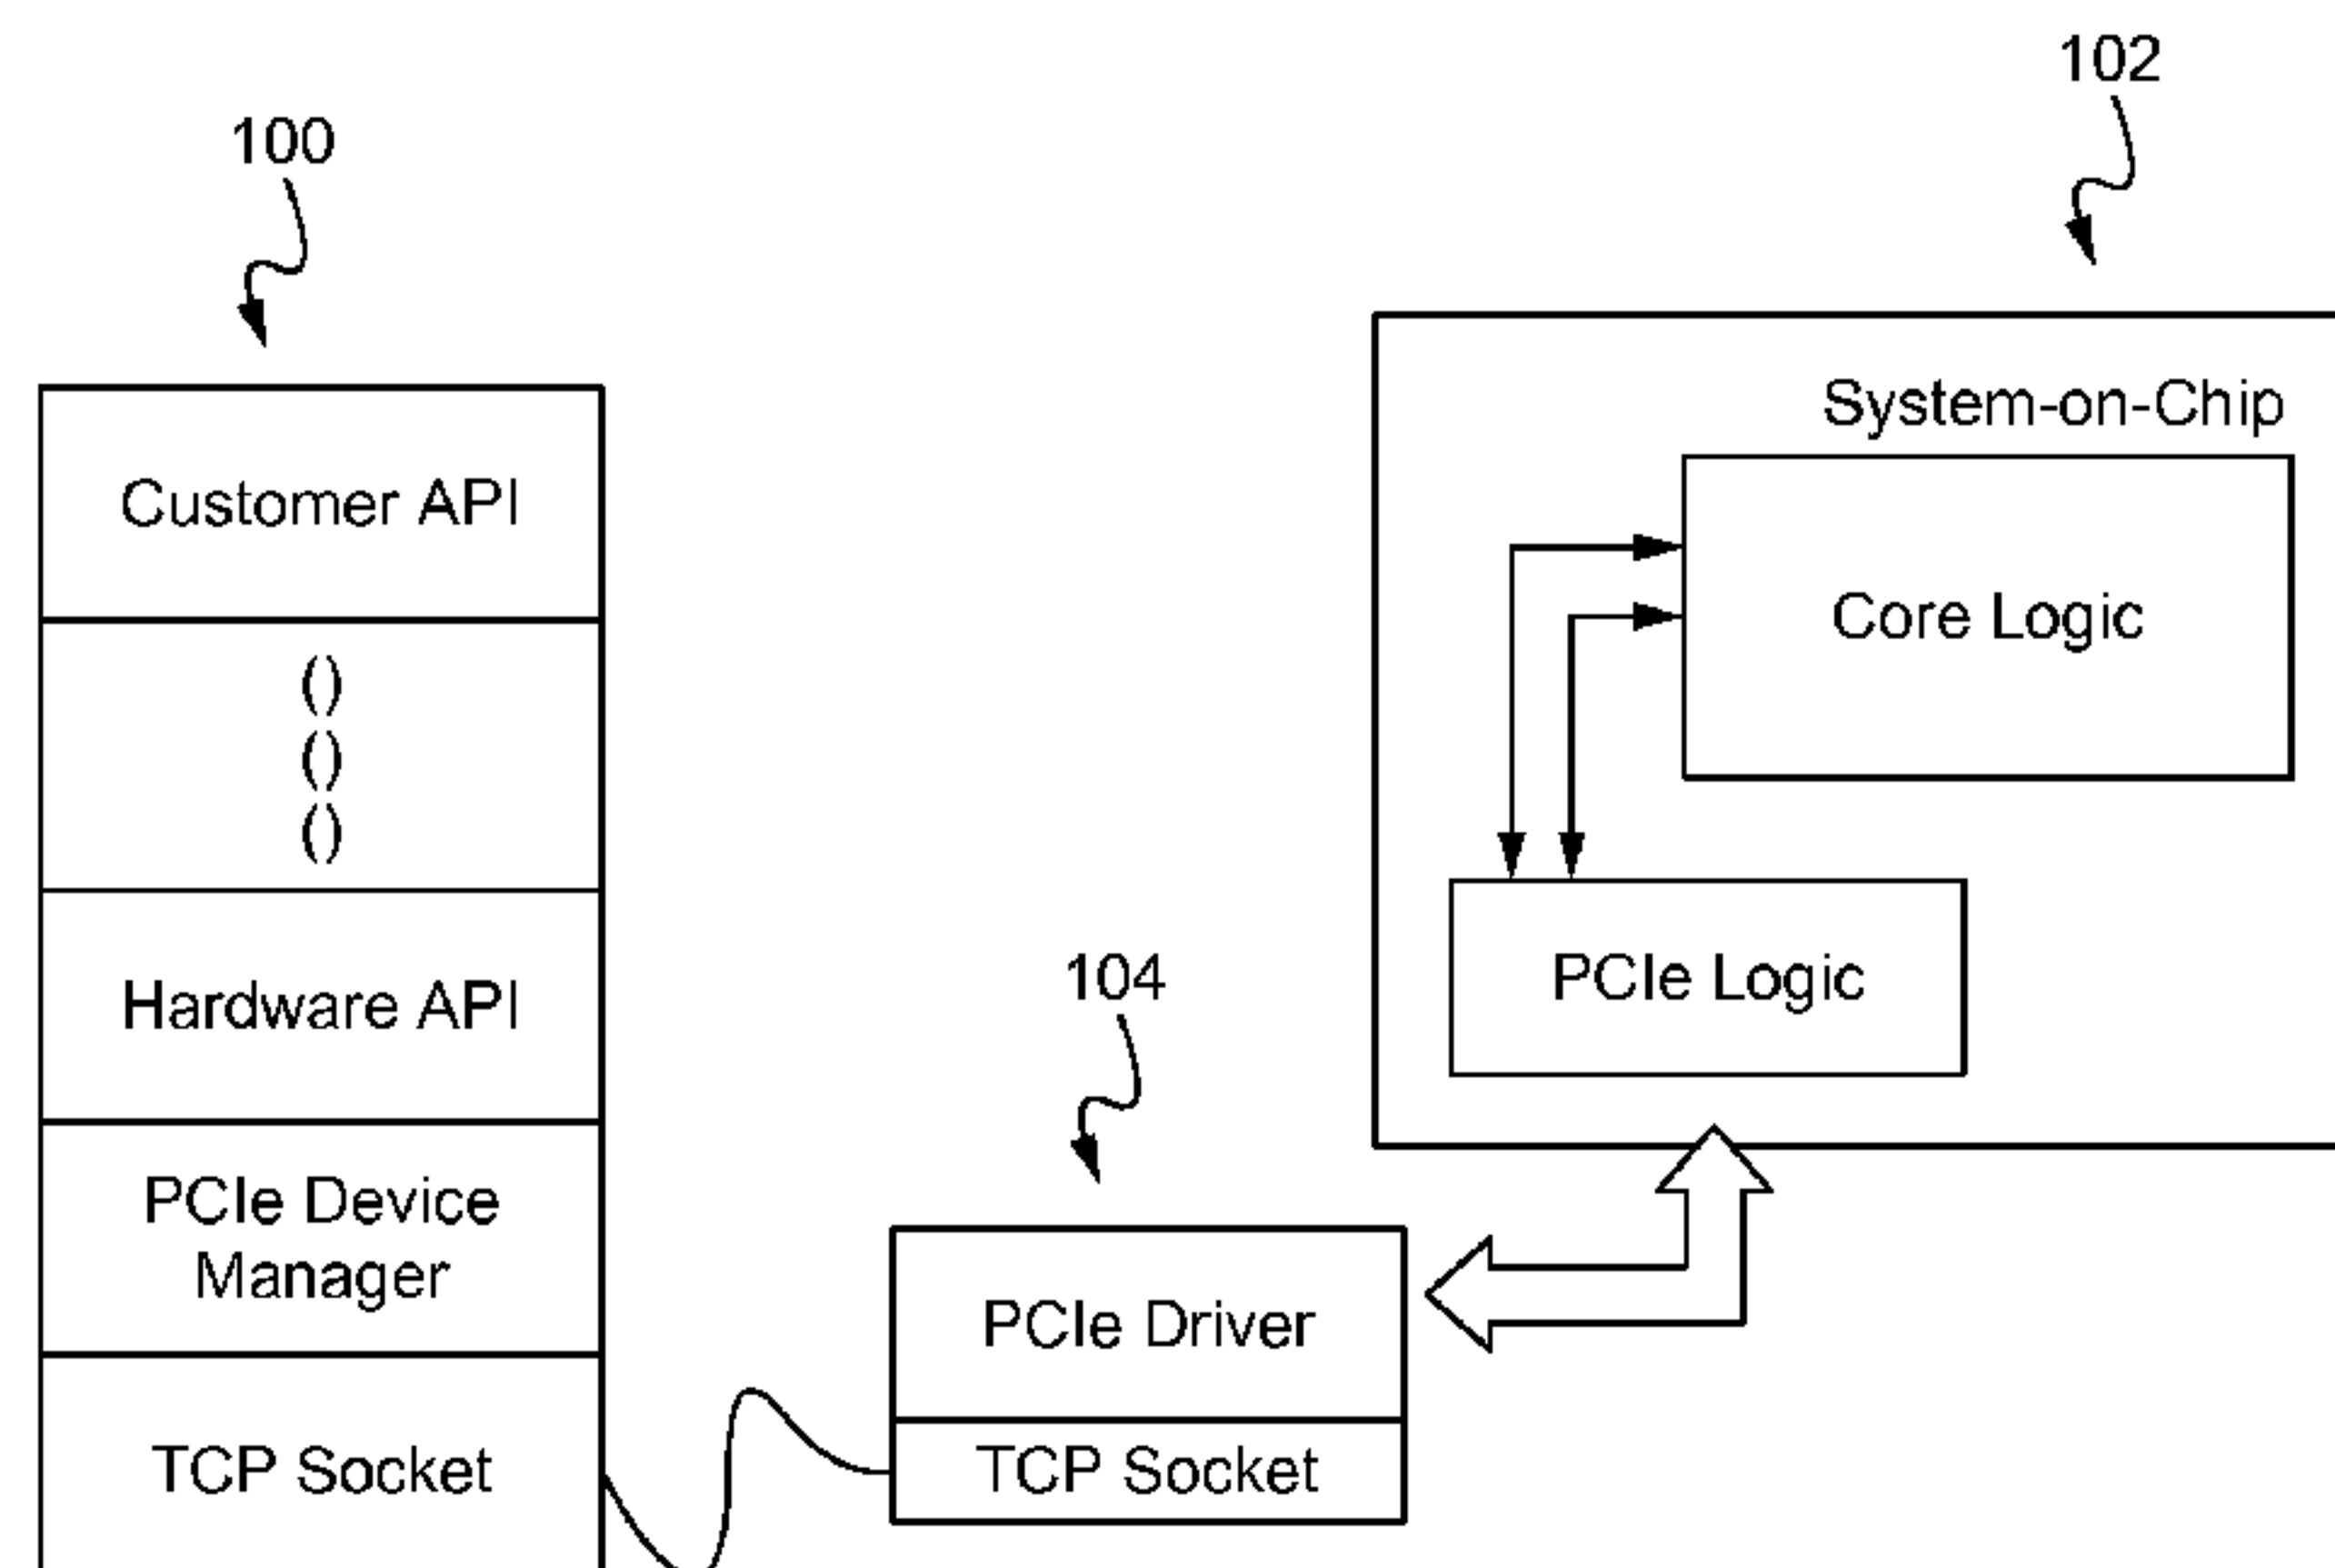 100
Customer API
()
()
()
Hardware API
PCIe Device
Manager
TCP Socket
104
PCIe Driver
TCP Socket
102
System-on-Chip
Core Logic
PCIe Logic